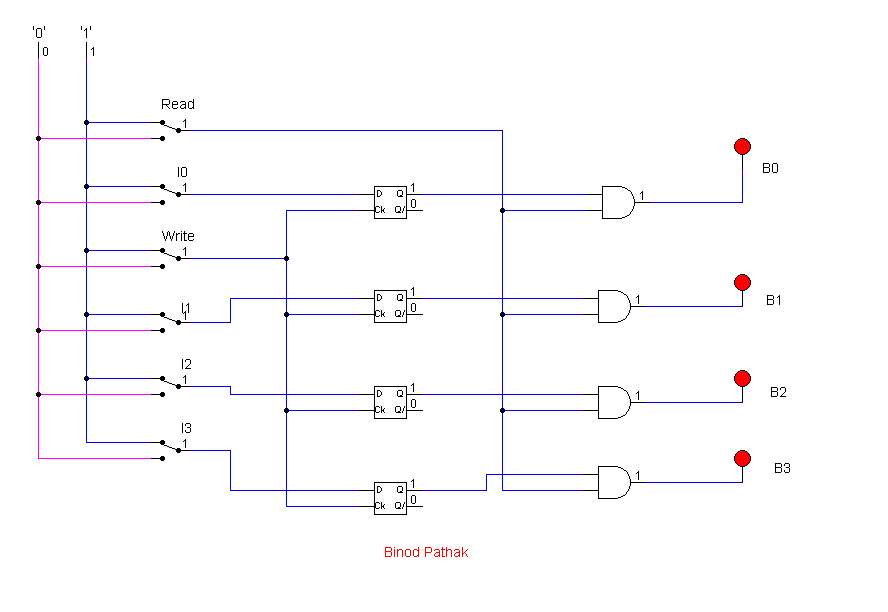 '0' '1'
0 1
Read
1
I0
1
D Q 1
Ck Q/ 0
1
B0
Write
1
I1
1
D Q 1
Ck Q/ 0
1
B1
I2
1
D Q 1
Ck Q/ 0
1
B2
I3
1
D Q 1
Ck Q/ 0
1
B3
Binod Pathak